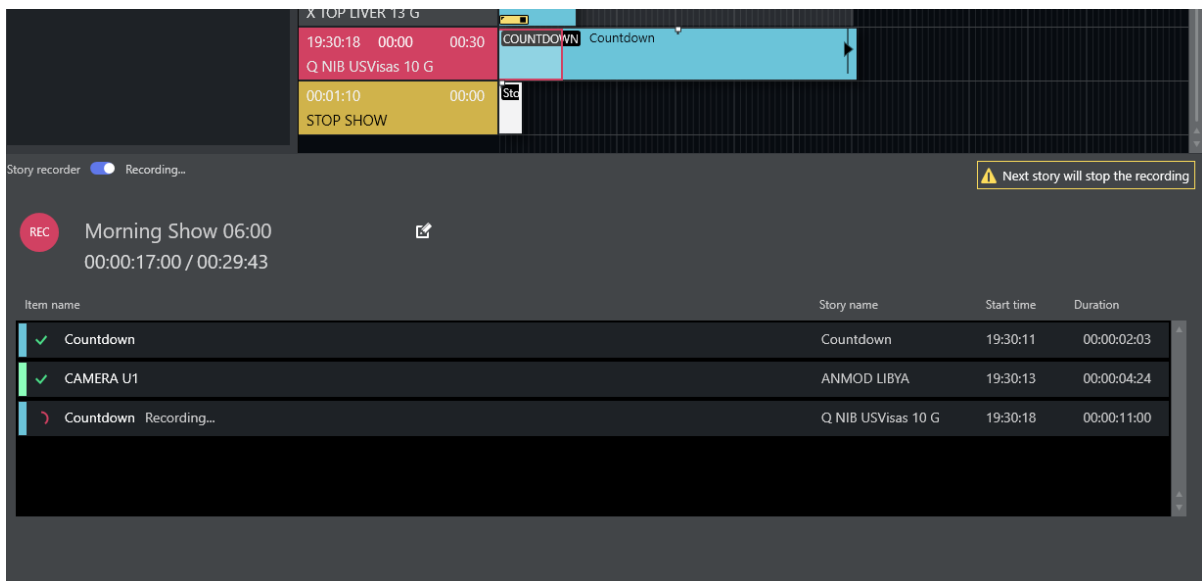 X TOP LIVER 13 G
19:30:18 00:00 00:30 COUNTDOWN Countdown
Q NIB USVisas 10 G
00:01:10 00:00 Sto
STOP SHOW
Story recorder Recording... Next story will stop the recording
REC Morning Show 06:00
00:00:17:00 / 00:29:43
Item name Story name Start time Duration
Countdown Countdown 19:30:11 00:00:02:03
CAMERA U1 ANMOD LIBYA 19:30:13 00:00:04:24
Countdown Recording... Q NIB USVisas 10 G 19:30:18 00:00:11:00